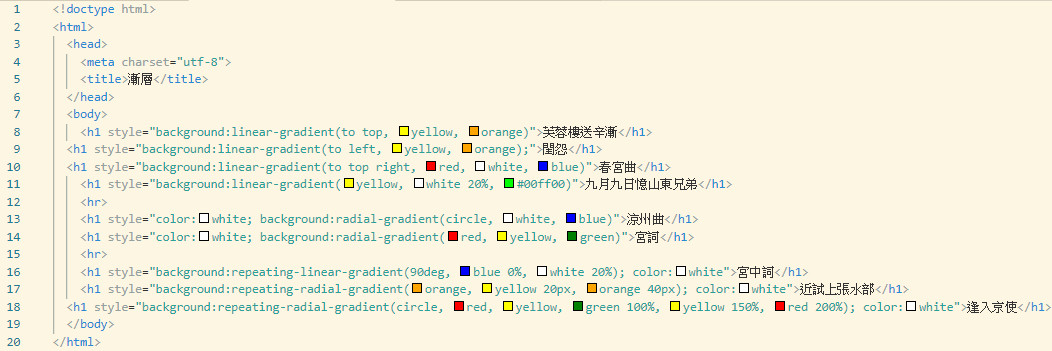 1 <!doctype html>
2 <html>
3 <head>
4 <meta charset="utf-8">
5 <title>漸層</title>
6 </head>
7 <body>
8 <h1 style="background:linear-gradient(to top, yellow, orange)">芙蓉樓送辛漸</h1>
9 <h1 style="background:linear-gradient(to left, yellow, orange);">閨怨</h1>
10 <h1 style="background:linear-gradient(to top right, red, white, blue)">春宮曲</h1>
11 <h1 style="background:linear-gradient(yellow, white 20%, #00ff00)">九月九日憶山東兄弟</h1>
12 <hr>
13 <h1 style="color:white; background:radial-gradient(circle, white, blue)">涼州曲</h1>
14 <h1 style="color:white; background:radial-gradient(red, yellow, green)">宮詞</h1>
15 <hr>
16 <h1 style="background:repeating-linear-gradient(90deg, blue 0%, white 20%); color:white">宮中詞</h1>
17 <h1 style="background:repeating-radial-gradient(orange, yellow 20px, orange 40px); color:white">近試上張水部</h1>
18 <h1 style="background:repeating-radial-gradient(circle, red, yellow, green 100%, yellow 150%, red 200%); color:white">逢入京使</h1>
19 </body>
20 </html>